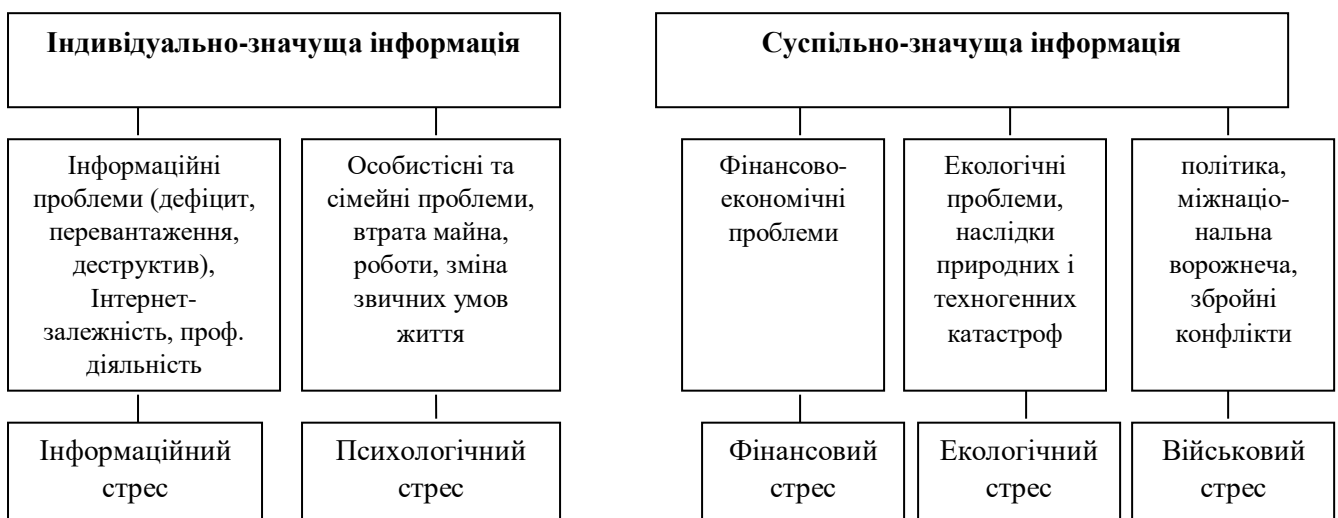 Індивідуально-значуща інформація
Суспільно-значуща інформація
Інформаційні
проблеми (дефіцит,
перевантаження,
деструктив),
Інтернет-
залежність, проф.
діяльність
Особистісні та
сімейні проблеми,
втрата майна,
роботи, зміна
звичних умов
життя
Фінансово-
економічні
проблеми
Екологічні
проблеми,
наслідки
природних і
техногенних
катастроф
політика,
міжнаціо-
нальна
ворожнеча,
збройні
конфлікти
Інформаційний
стрес
Психологічний
стрес
Фінансовий
стрес
Екологічний
стрес
Військовий
стрес